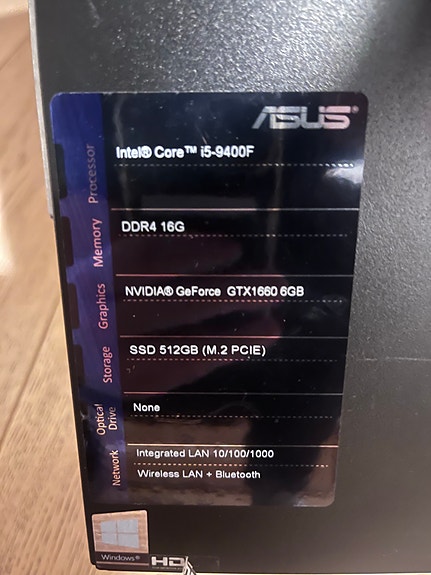 ASUS
Processor
Intel® Core™ i5-9400F
Memory
DDR4 16G
Graphics
NVIDIA® GeForce GTX1660 6GB
Storage
SSD 512GB (M.2 PCIE)
Optical
Drive
None
Network
Integrated LAN 10/100/1000
Wireless LAN + Bluetooth
Windows®
HD